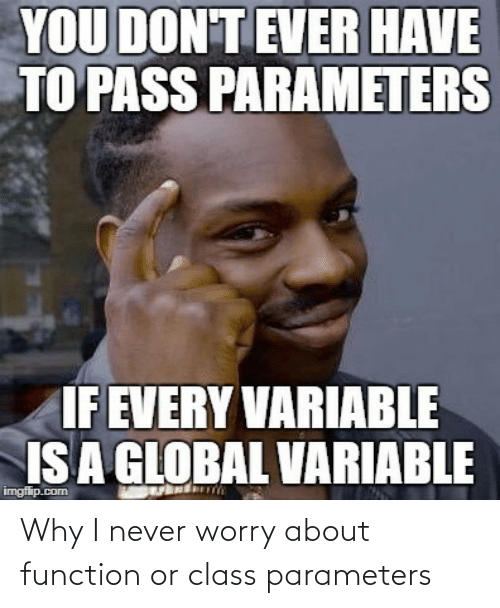 YOU DON'T EVER HAVE
TO PASS PARAMETERS
IF EVERY VARIABLE
IS A GLOBAL VARIABLE
imgflip.com
Why I never worry about
function or class parameters